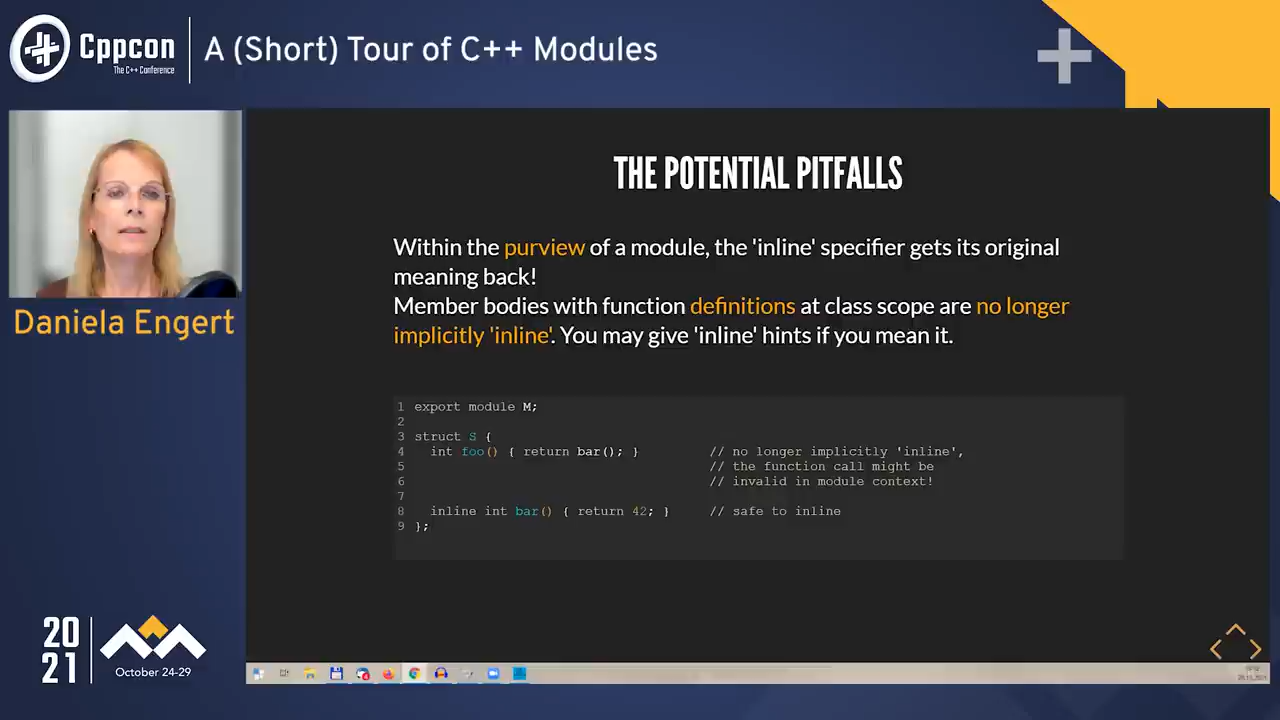 Cppcon
The C++ Conference
A (Short) Tour of C++ Modules
Daniela Engert
THE POTENTIAL PITFALLS
Within the purview of a module, the 'inline' specifier gets its original
meaning back!
Member bodies with function definitions at class scope are no longer
implicitly 'inline'. You may give 'inline' hints if you mean it.
1 export module M;
2
3 struct S {
4 int foo() { return bar(); } // no longer implicitly 'inline',
5 // the function call might be
6 // invalid in module context!
7
8 inline int bar() { return 42; } // safe to inline
9 };
20
21
October 24-29